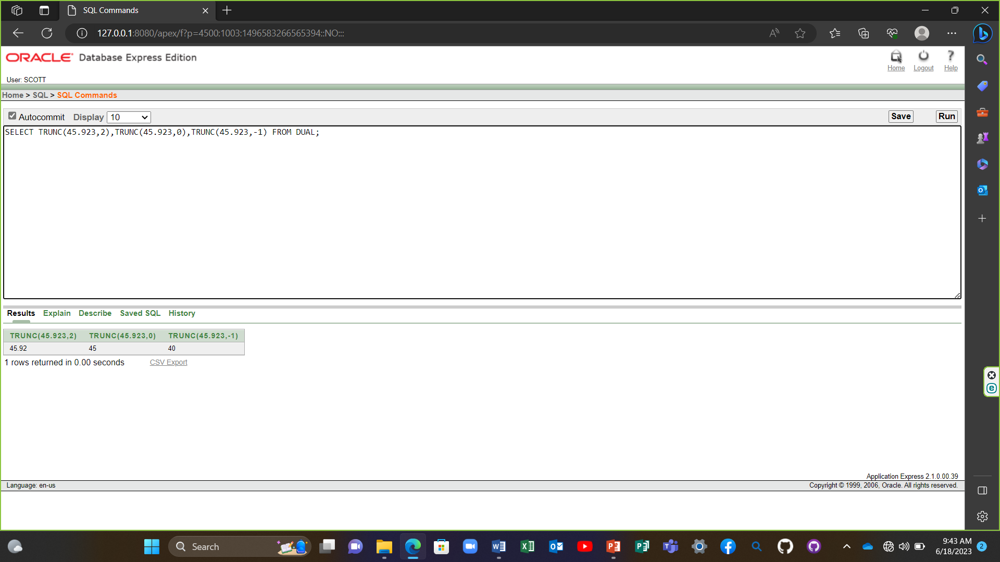 SQL Commands
127.0.0.1:8080/apex/f?p=4500:1003:1496583266565394::NO:::
ORACLE Database Express Edition
Home Logout Help
User: SCOTT
Home > SQL > SQL Commands
Autocommit Display 10 Save Run
SELECT TRUNC(45.923,2),TRUNC(45.923,0),TRUNC(45.923,-1) FROM DUAL;
Results Explain Describe Saved SQL History
TRUNC(45.923,2) TRUNC(45.923,0) TRUNC(45.923,-1)
45.92 45 40
1 rows returned in 0.00 seconds CSV Export
Application Express 2.1.0.00.39
Language: en-us Copyright © 1999, 2006, Oracle. All rights reserved.
Search
9:43 AM
6/18/2023 2